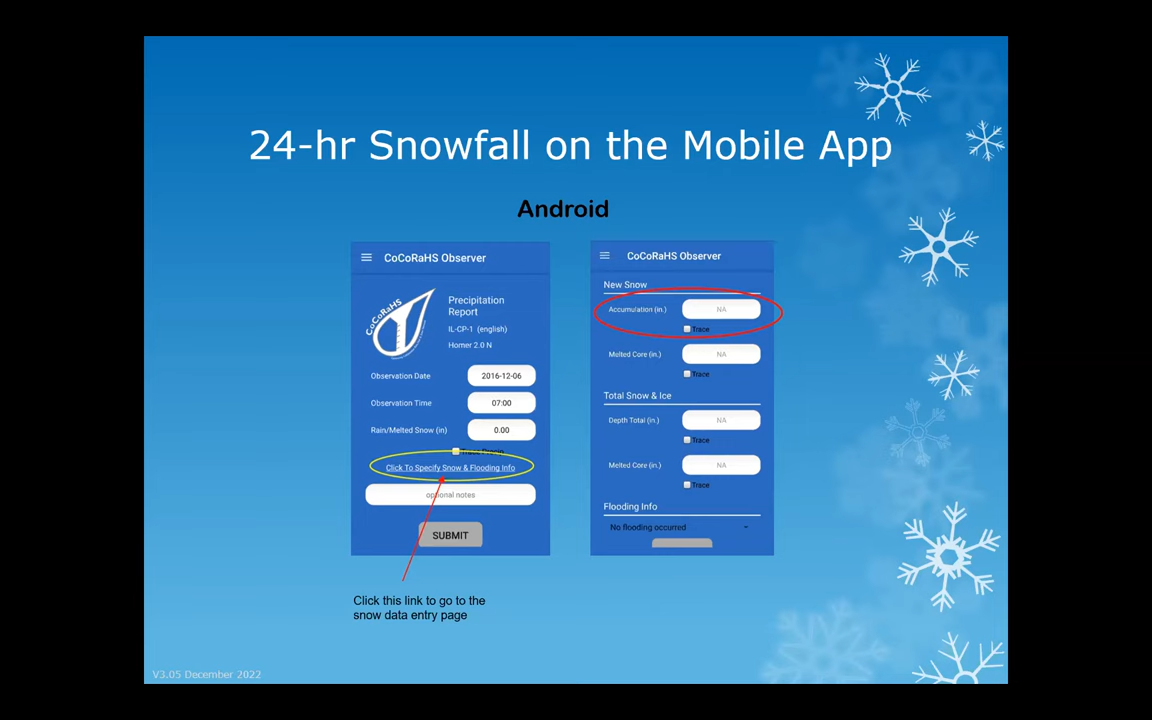 24-hr Snowfall on the Mobile App
Android
CoCoRaHS Observer
CoCoRaHS
Precipitation
Report
IL-CP-1 (english)
Homer 2.0 N
Observation Date 2016-12-06
Observation Time 07:00
Rain/Melted Snow (in) 0.00
Click To Specify Snow & Flooding Info
optional notes
SUBMIT
Click this link to go to the
snow data entry page
CoCoRaHS Observer
New Snow
Accumulation (in.) NA
Trace
Melted Core (in.) NA
Trace
Total Snow & Ice
Depth Total (in.) NA
Trace
Melted Core (in.) NA
Trace
Flooding Info
No flooding occurred
V3.05 December 2022